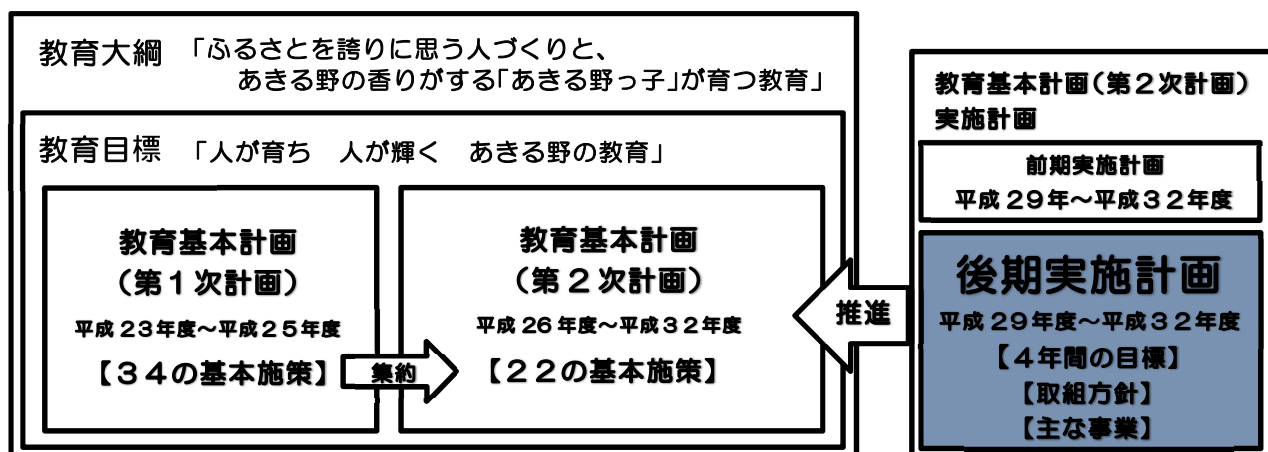 教育大綱 「ふるさとを誇りに思う人づくりと、
あきる野の香りがする「あきる野っ子」が育つ教育」
教育目標 「人が育ち 人が輝く あきる野の教育」
教育基本計画
(第1次計画)
平成23年度~平成25年度
【34の基本施策】
集約
教育基本計画
(第2次計画)
平成26年度~平成32年度
【22の基本施策】
推進
教育基本計画(第2次計画)
実施計画
前期実施計画
平成29年~平成32年度
後期実施計画
平成29年度~平成32年度
【4年間の目標】
【取組方針】
【主な事業】